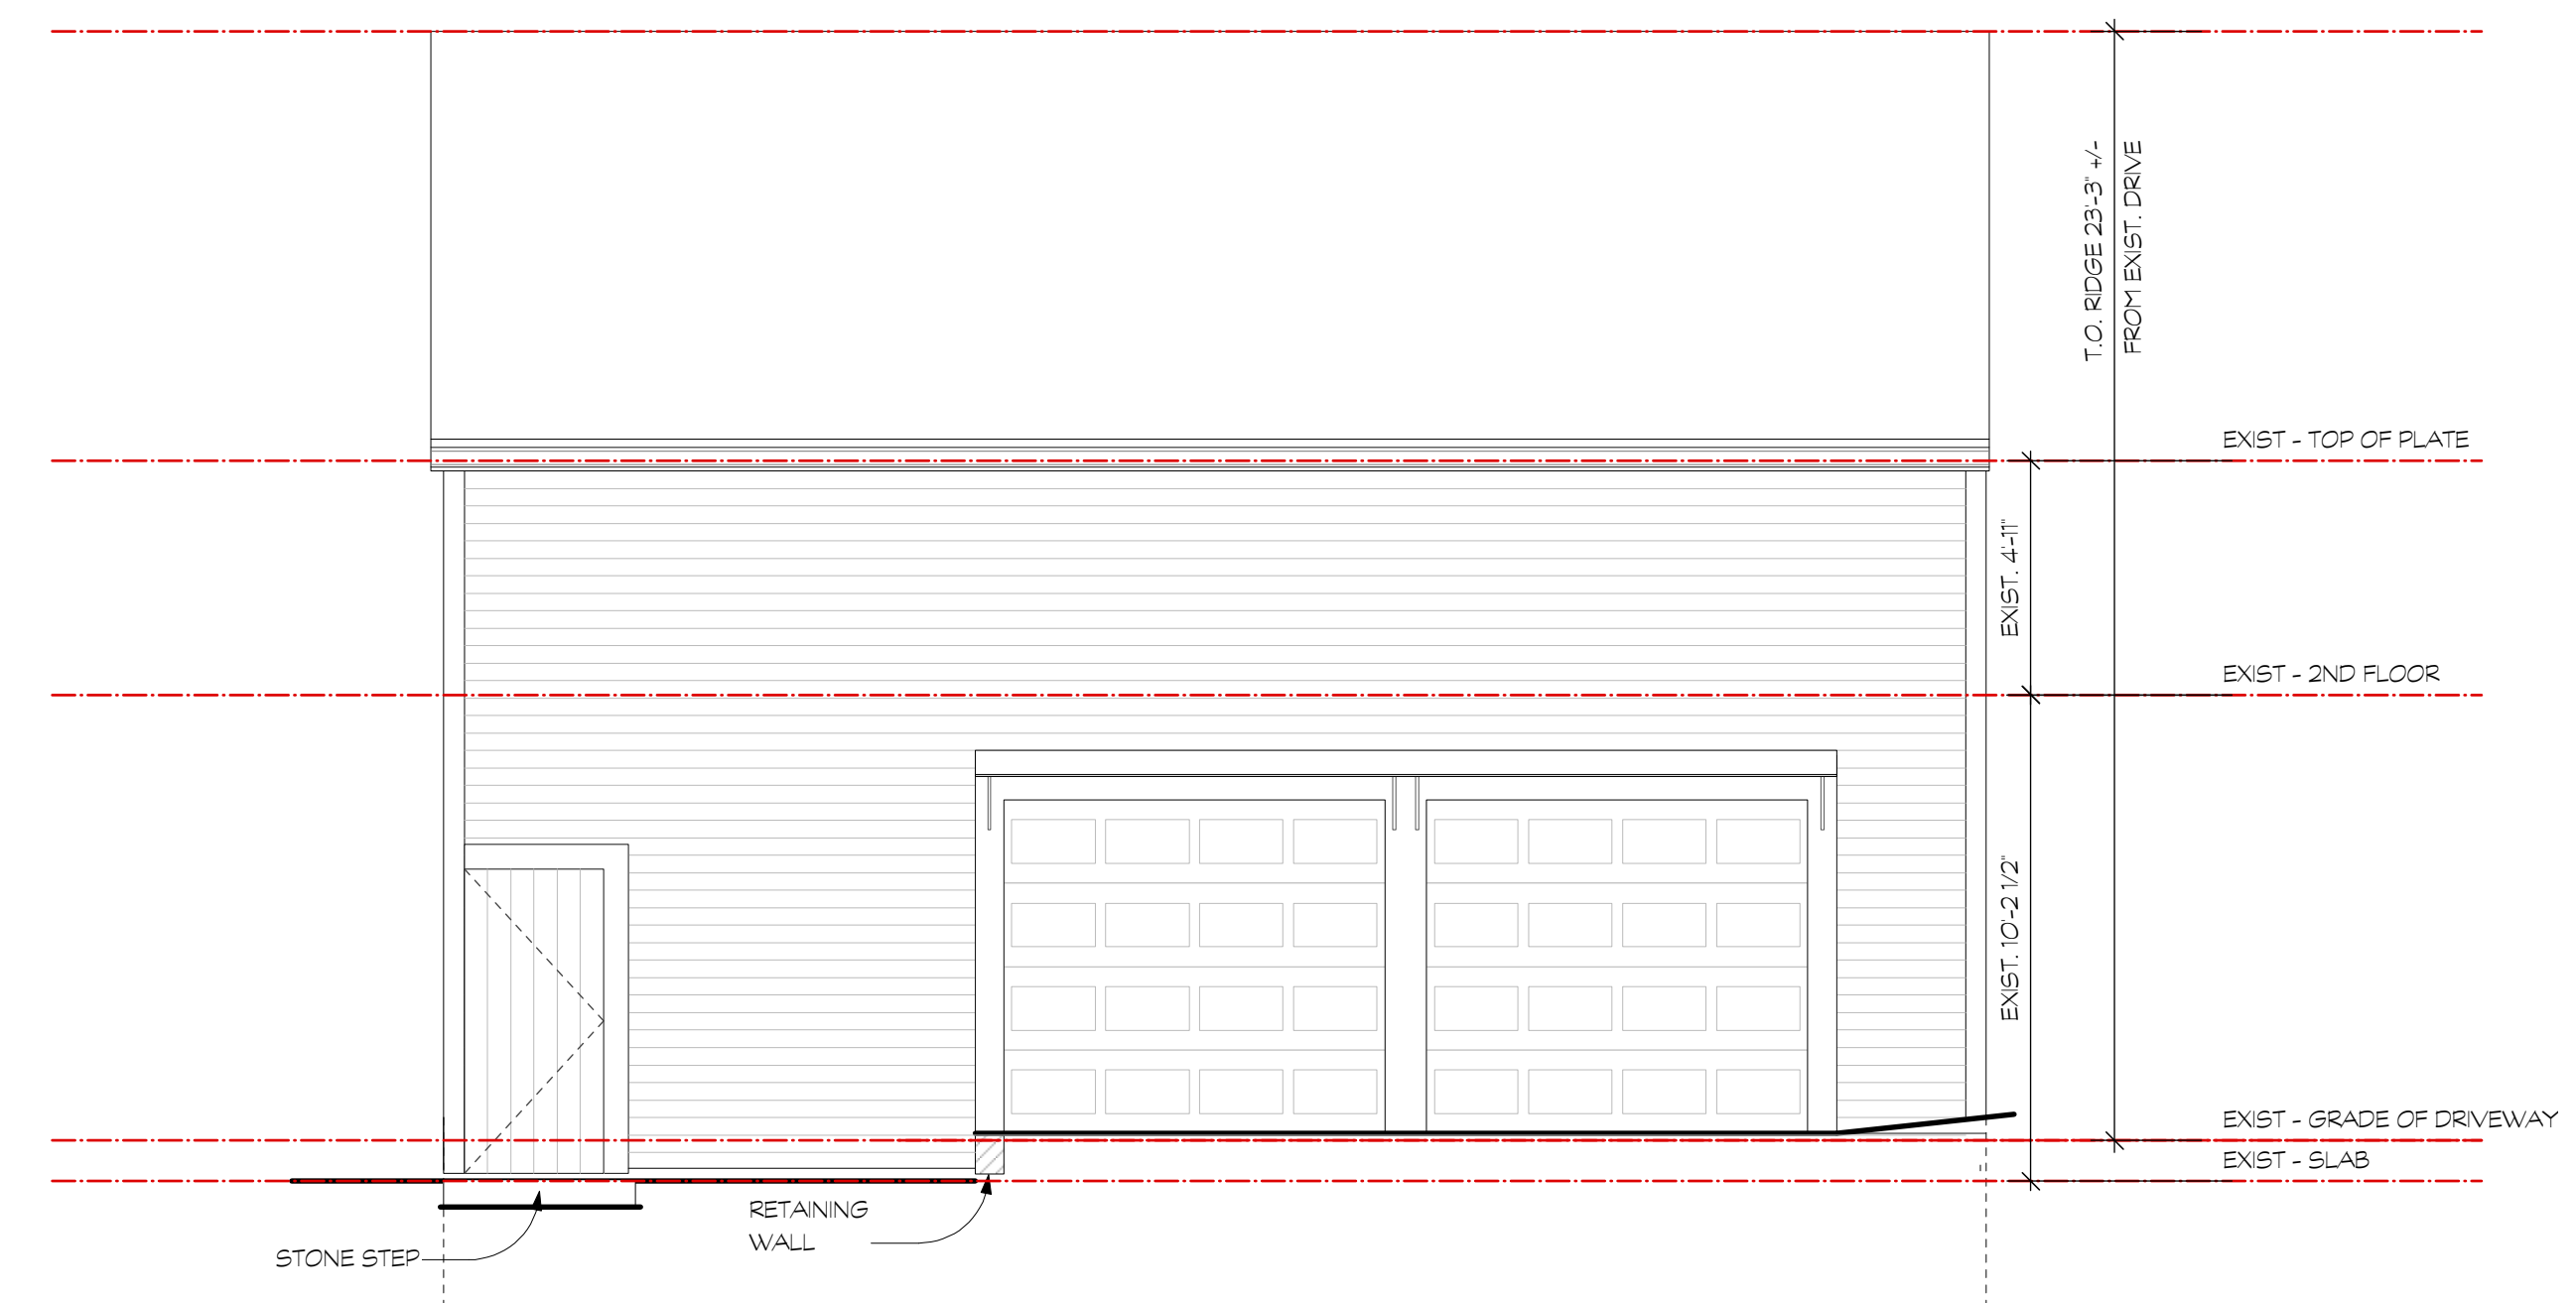 T.O. RIDGE 23'-3" +/-
FROM EXIST. DRIVE
EXIST - TOP OF PLATE
EXIST. 4'-11"
EXIST - 2ND FLOOR
EXIST. 10'-2 1/2"
EXIST - GRADE OF DRIVEWAY
EXIST - SLAB
RETAINING
WALL
STONE STEP